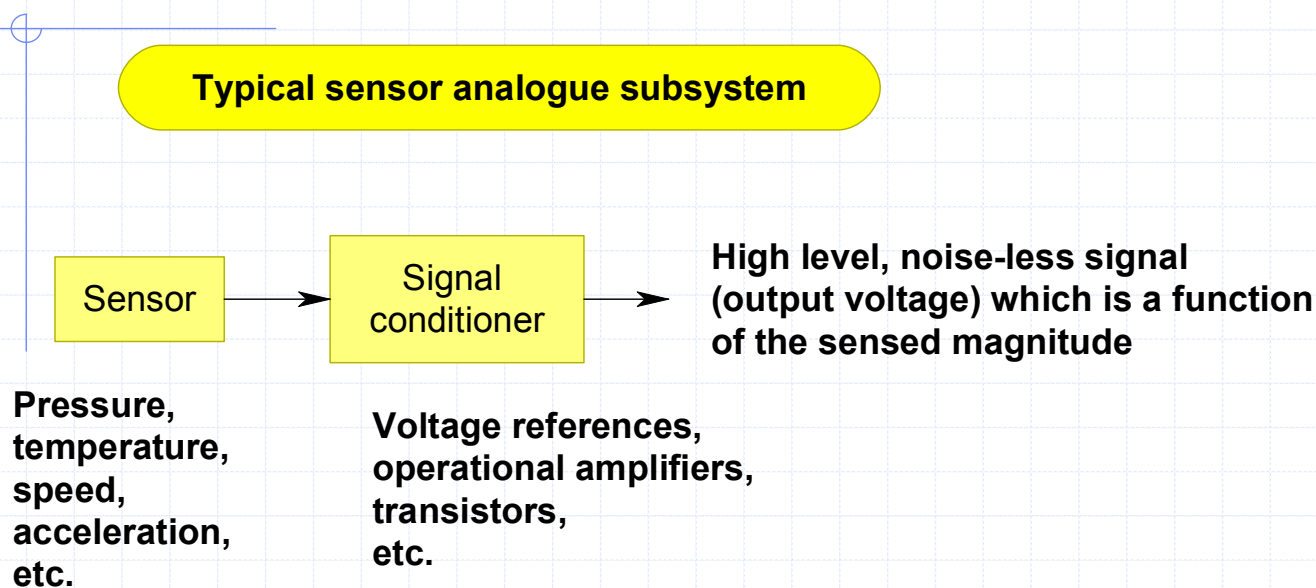 Typical sensor analogue subsystem
Sensor
Signal
conditioner
High level, noise-less signal
(output voltage) which is a function
of the sensed magnitude
Pressure,
temperature,
speed,
acceleration,
etc.
Voltage references,
operational amplifiers,
transistors,
etc.